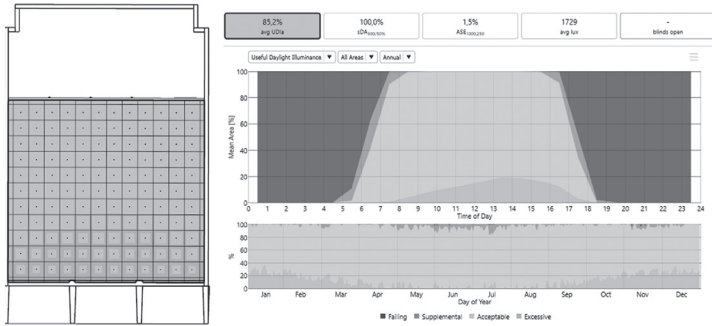 85,2%
avg UDIa
100,0%
sDA300/50%
1,5%
ASE1000,250
1729
avg lux
-
blinds open
Useful Daylight Illuminance ▼
All Areas ▼
Annual ▼
Mean Area [%]
100
80
60
40
20
0
0 1 2 3 4 5 6 7 8 9 10 11 12 13 14 15 16 17 18 19 20 21 22 23 24
Time of Day
%
100
80
60
40
20
0
Jan Feb Mar Apr May Jun Jul Aug Sep Oct Nov Dec
Day of Year
Failing Supplemental Acceptable Excessive